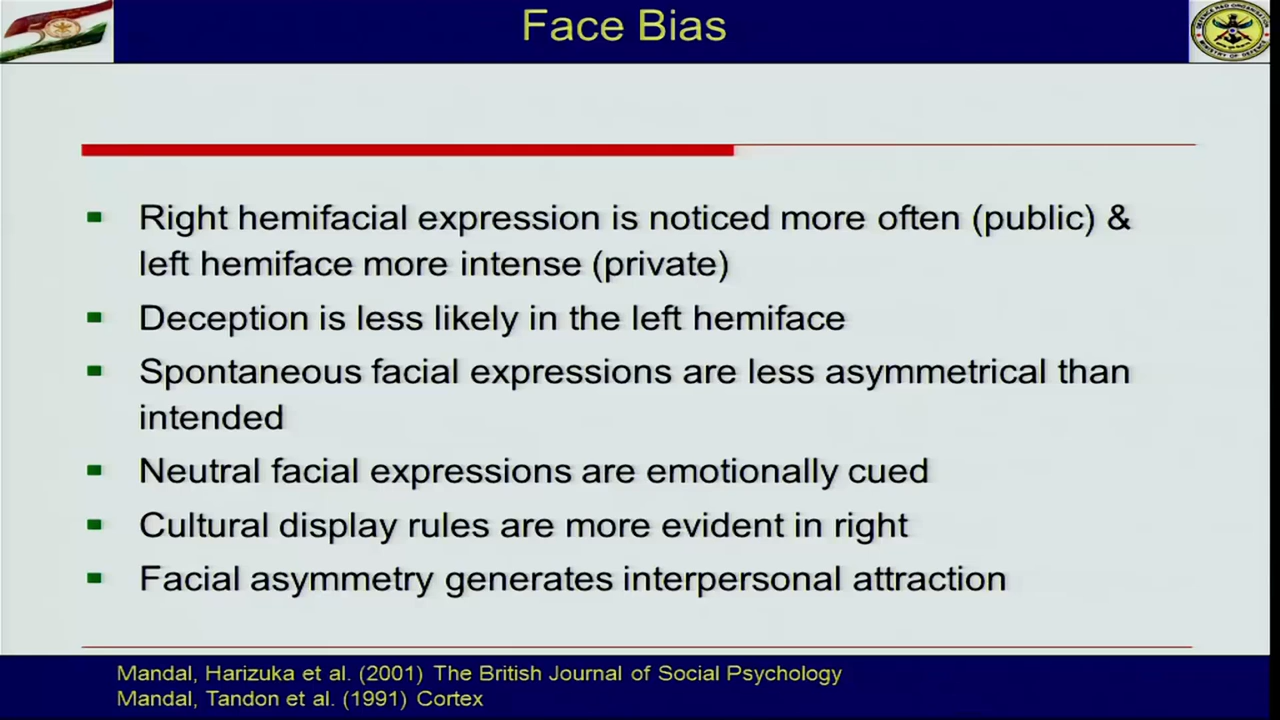 Face Bias
Right hemifacial expression is noticed more often (public) &
left hemiface more intense (private)
Deception is less likely in the left hemiface
Spontaneous facial expressions are less asymmetrical than
intended
Neutral facial expressions are emotionally cued
Cultural display rules are more evident in right
Facial asymmetry generates interpersonal attraction
Mandal, Harizuka et al. (2001) The British Journal of Social Psychology
Mandal, Tandon et al. (1991) Cortex